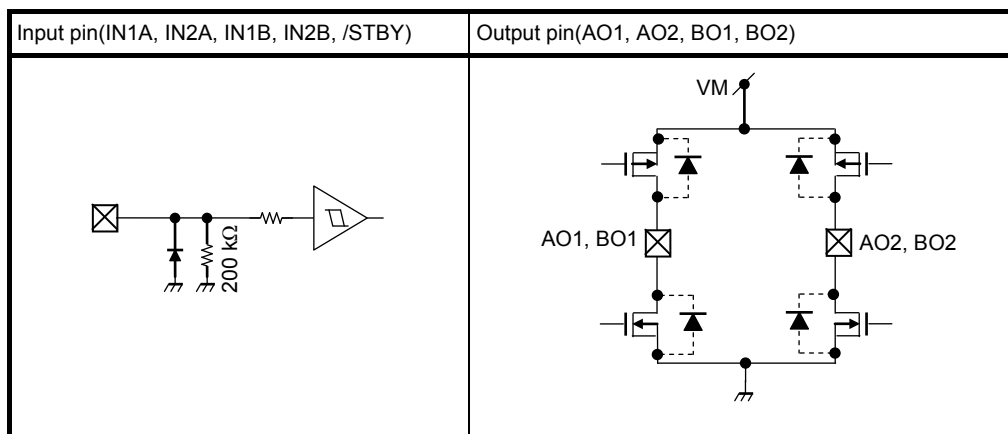 Input pin(IN1A, IN2A, IN1B, IN2B, /STBY)
Output pin(AO1, AO2, BO1, BO2)
200 kΩ
VM
AO1, BO1
AO2, BO2